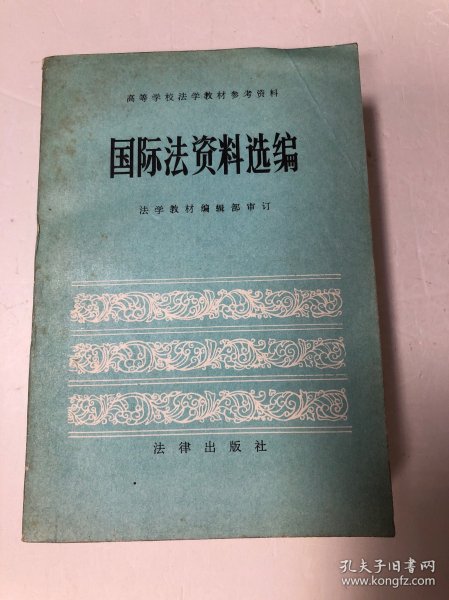 高等学校法学教材参考资料
国际法资料选编
法学教材编辑部审订
法律出版社
孔夫子旧书网
www.kongfz.com